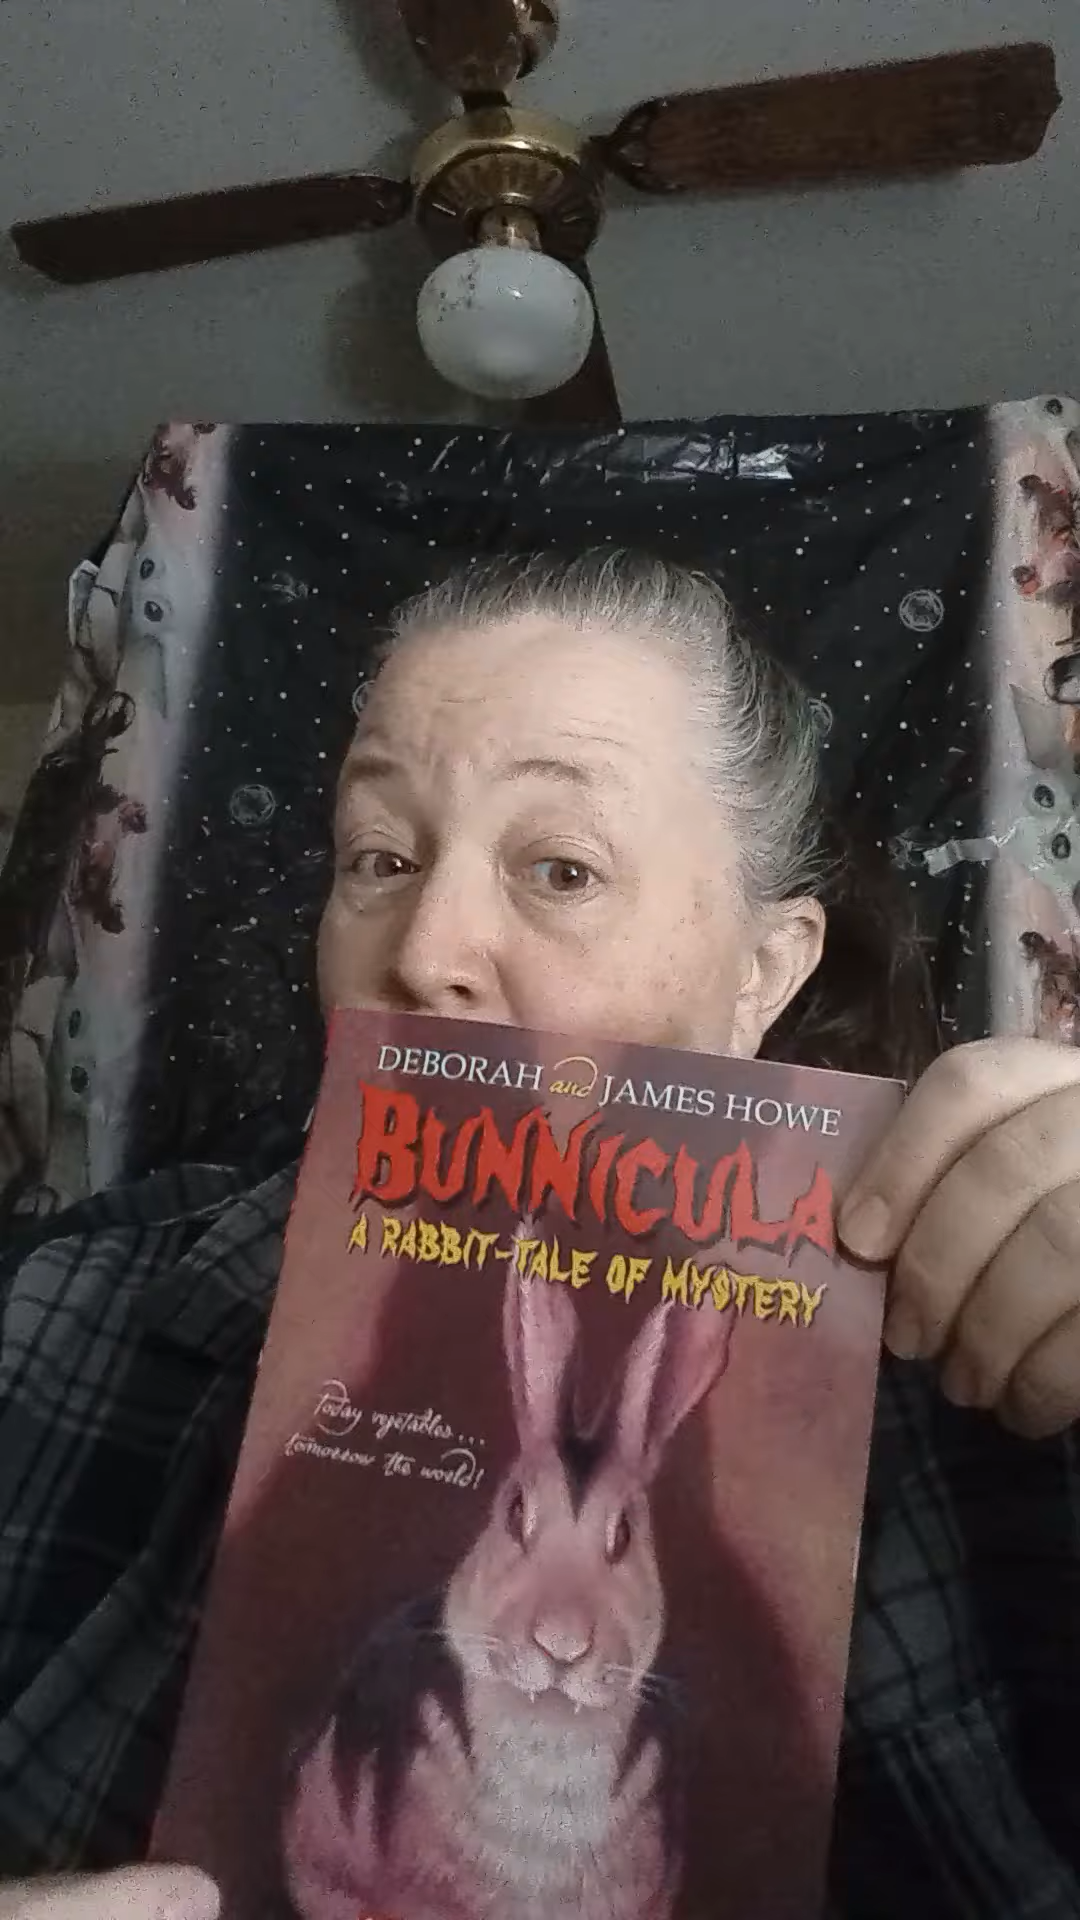 DEBORAH and JAMES HOWE
BUNNICULA
A RABBIT-TALE OF MYSTERY
Today vegetables...
tomorrow the world!